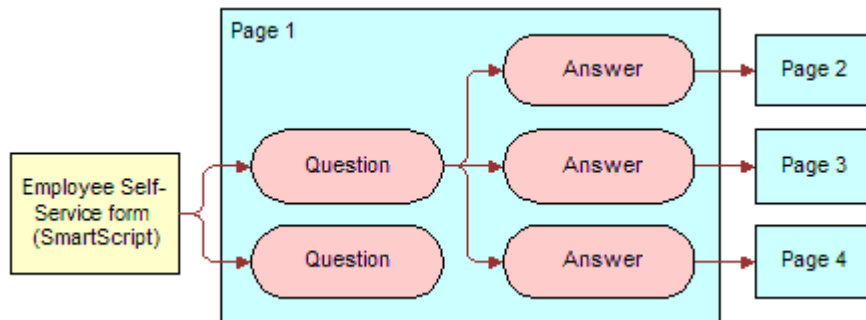 Page 1
Answer
Page 2
Employee Self-
Service form
(SmartScript)
Question
Answer
Page 3
Question
Answer
Page 4